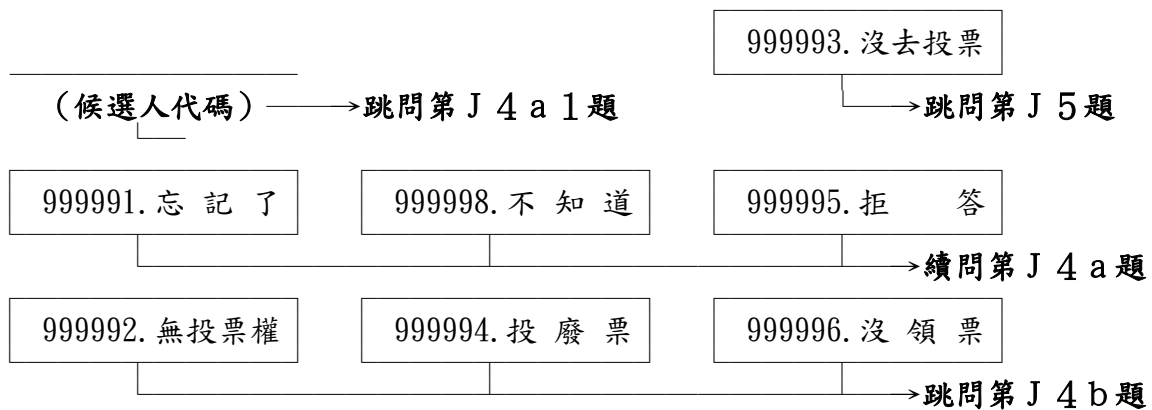 999993.沒去投票
(候選人代碼)→跳問第Ｊ４ａ１題 →跳問第Ｊ５題
999991.忘 記 了 999998.不 知 道 999995.拒　　答
→續問第Ｊ４ａ題
999992.無投票權 999994.投 廢 票 999996.沒 領 票
→跳問第Ｊ４ｂ題